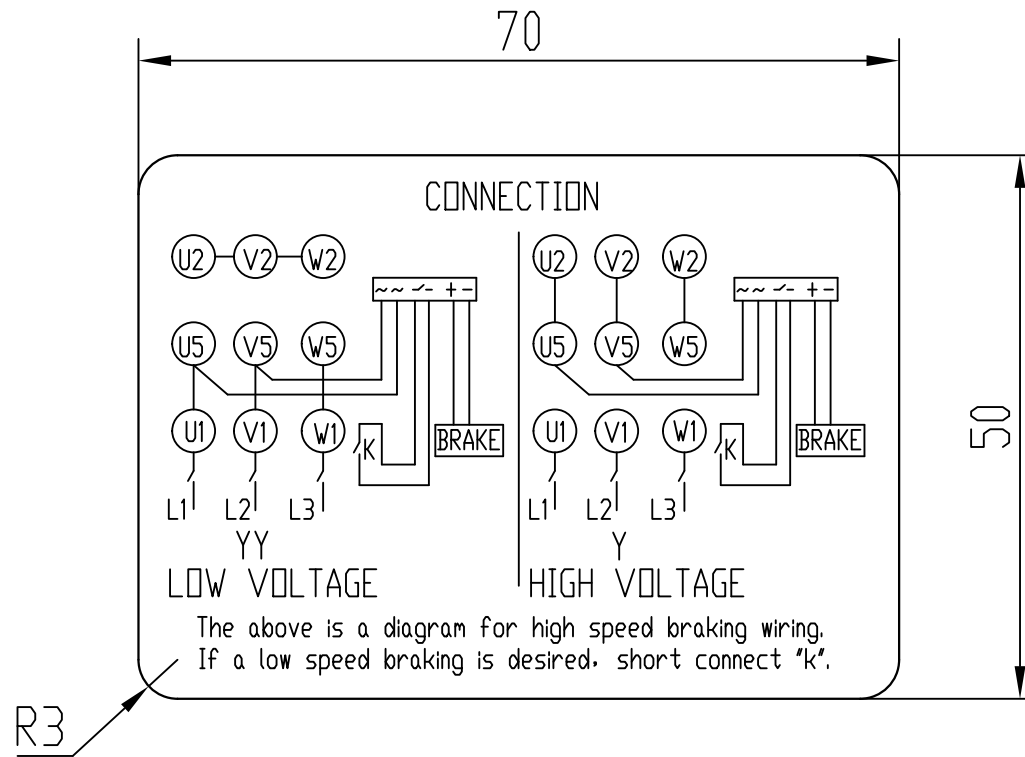 70
CONNECTION
U2 V2 W2 U2 V2 W2
~~ + - ~~ + -
U5 V5 W5 U5 V5 W5
50
U1 V1 W1 K BRAKE U1 V1 W1 K BRAKE
L1 L2 L3 L1 L2 L3
YY Y
LOW VOLTAGE HIGH VOLTAGE
The above is a diagram for high speed braking wiring.
If a low speed braking is desired, short connect "k".
R3